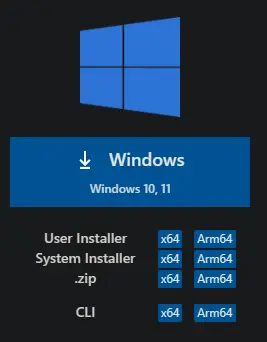 Windows
Windows 10, 11
User Installer x64 Arm64
System Installer x64 Arm64
.zip x64 Arm64
CLI x64 Arm64